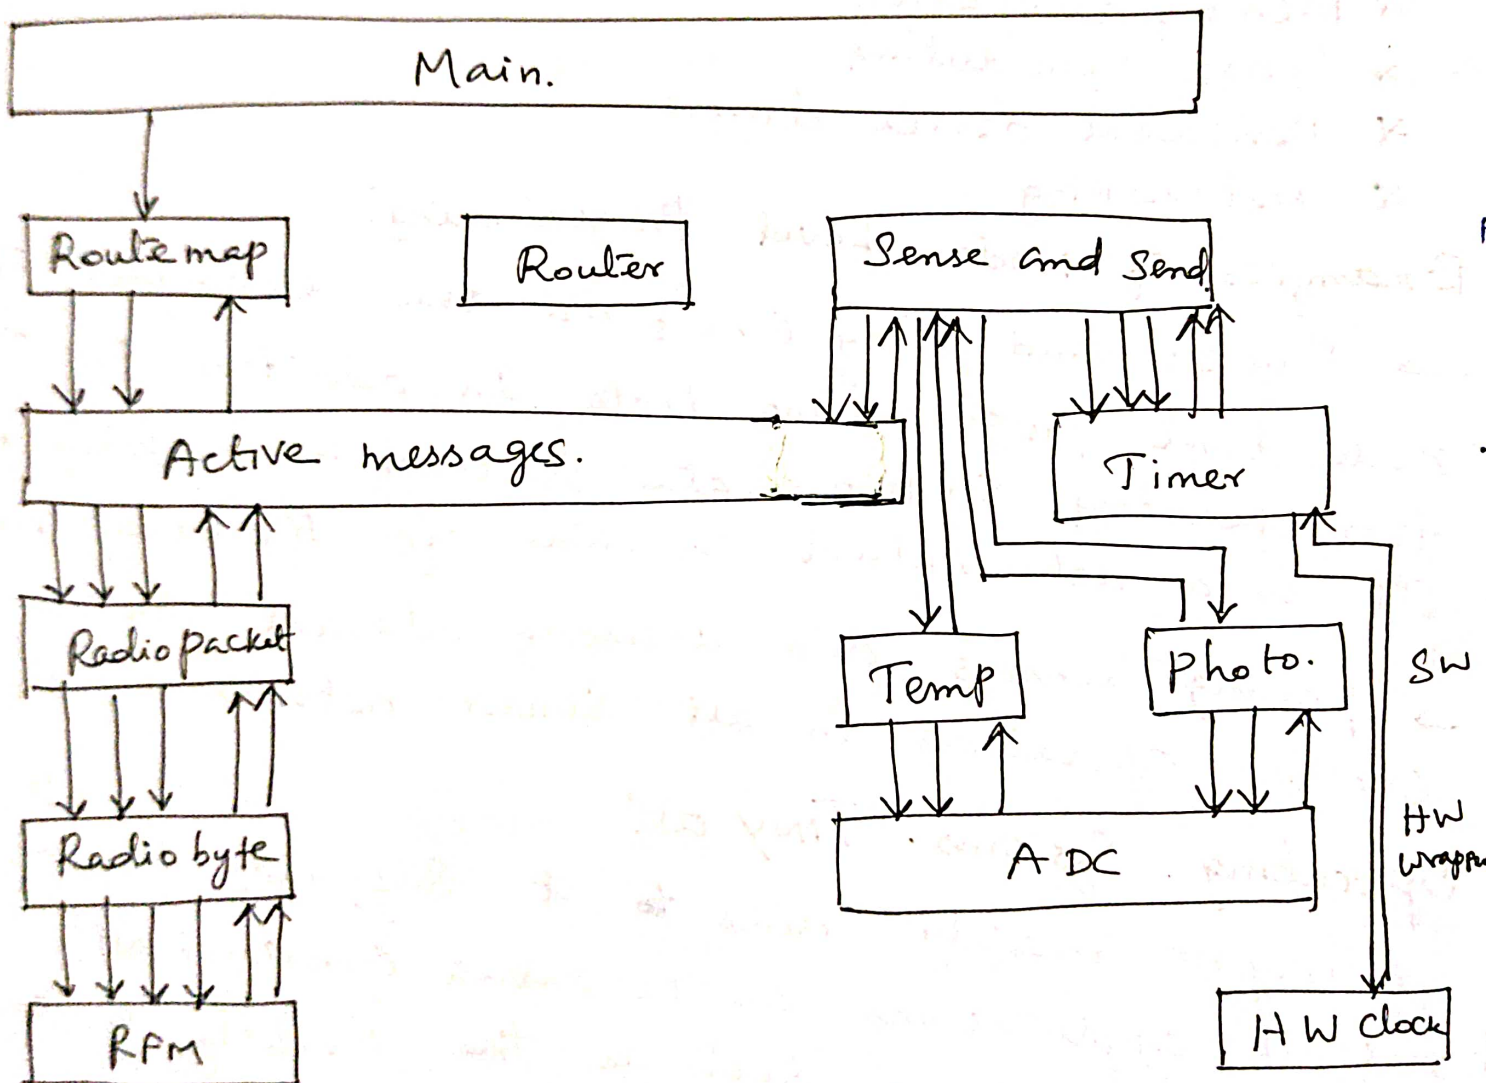 Main.
Route map
Router
Sense and Send.
Active messages.
Timer
Radio packet
Temp
Photo.
SW
Radio byte
ADC
HW
RFM
HW clock